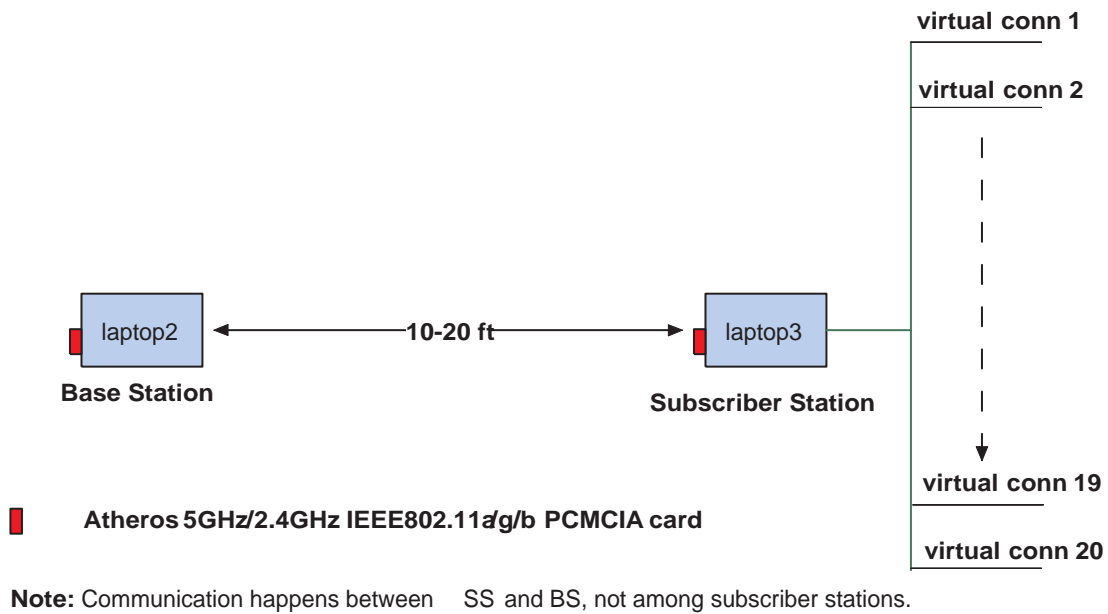 virtual conn 1
virtual conn 2
laptop2
10-20 ft
laptop3
Base Station
Subscriber Station
virtual conn 19
Atheros 5GHz/2.4GHz IEEE802.11a/g/b PCMCIA card
virtual conn 20
Note: Communication happens between SS and BS, not among subscriber stations.